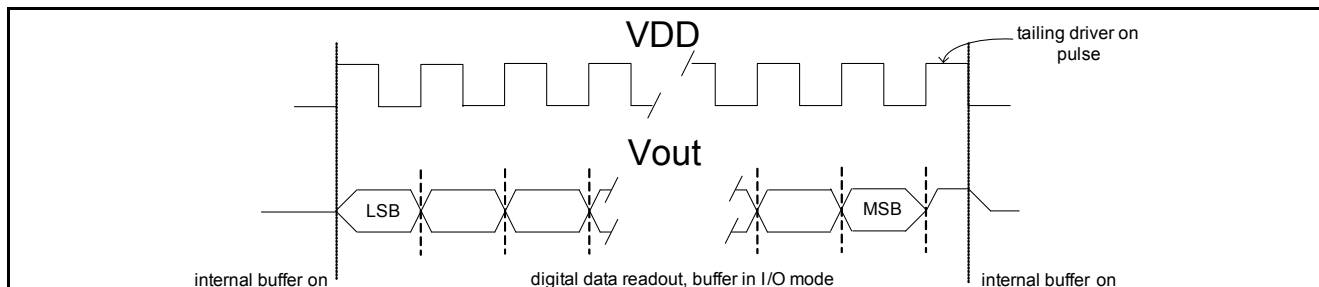 VDD
tailing driver on
pulse
Vout
LSB
MSB
internal buffer on
digital data readout, buffer in I/O mode
internal buffer on